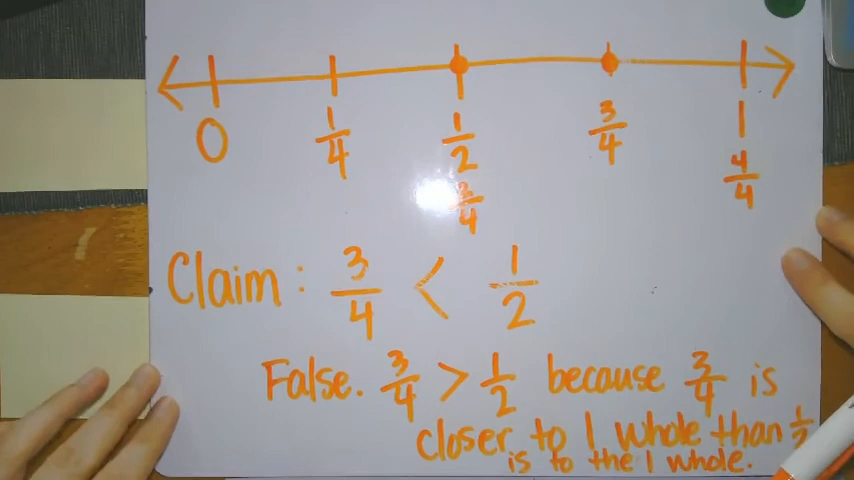 0 1/4 1/2 3/4 1
/4 4/4
Claim: 3/4 < 1/2
False. 3/4 > 1/2 because 3/4 is
closer to 1 whole than 1/2
is to the 1 whole.